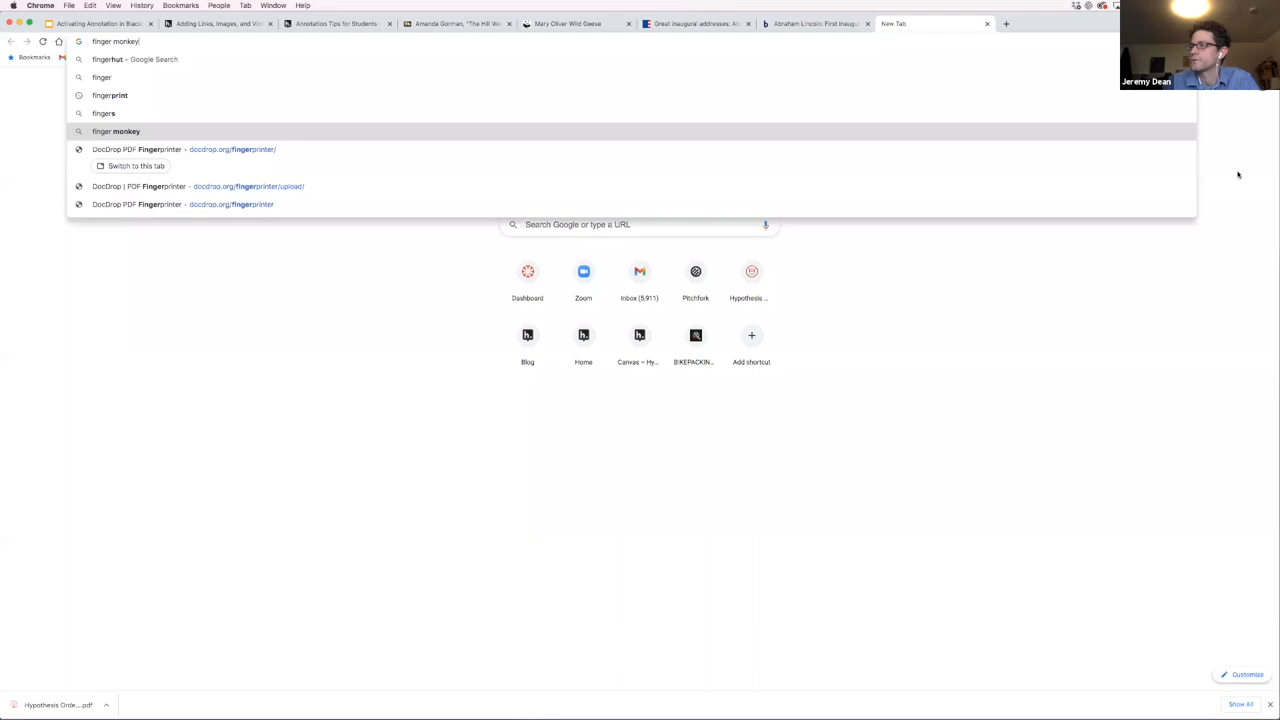 Chrome File Edit View History Bookmarks People Tab Window Help
Activating Annotation in Black
Adding Links, Images, and Vid
Annotation Tips for Students
Amanda Gorman, "The Hill We
Mary Oliver Wild Geese
Great inaugural addresses: Ab
Abraham Lincoln: First Inaugur
New Tab
finger monkey
Bookmarks
fingerhut - Google Search
finger
fingerprint
fingers
finger monkey
DocDrop PDF Fingerprinter - docdrop.org/fingerprinter/
Switch to this tab
DocDrop | PDF Fingerprinter - docdrop.org/fingerprinter/upload/
DocDrop PDF Fingerprinter - docdrop.org/fingerprinter
Search Google or type a URL
Dashboard Zoom Inbox (5,911) Pitchfork Hypothesis ...
Blog Home Canvas – Hy... BIKEPACKIN... Add shortcut
Jeremy Dean
Customize
Hypothesis Orde....pdf
Show All